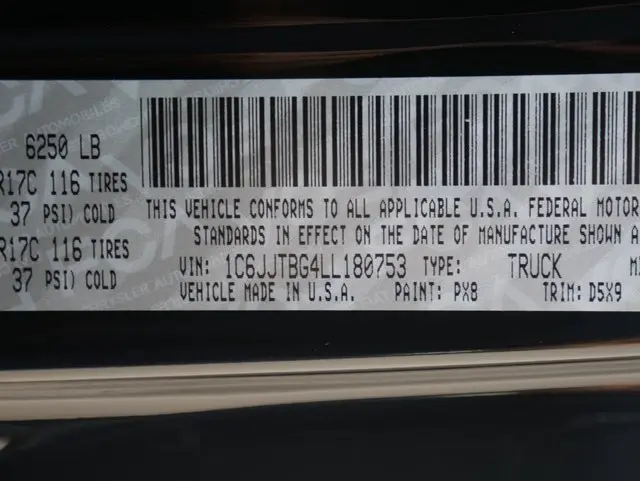 6250 LB
R17C 116 TIRES
37 PSI) COLD
R17C 116 TIRES
37 PSI) COLD
THIS VEHICLE CONFORMS TO ALL APPLICABLE U.S.A. FEDERAL MOTOR
STANDARDS IN EFFECT ON THE DATE OF MANUFACTURE SHOWN A
VIN: 1C6JJTBG4LL180753 TYPE: TRUCK
VEHICLE MADE IN U.S.A. PAINT: PX8 TRIM: D5X9